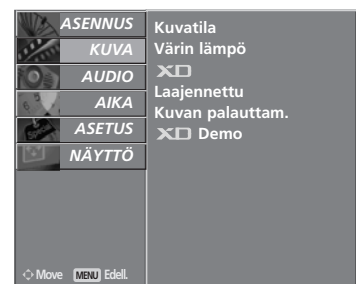 ASENNUS
KUVA
AUDIO
AIKA
ASETUS
NÄYTTÖ
Kuvatila
Värin lämpö
XD
Laajennettu
Kuvan palauttam.
XD Demo
Move MENU Edell.